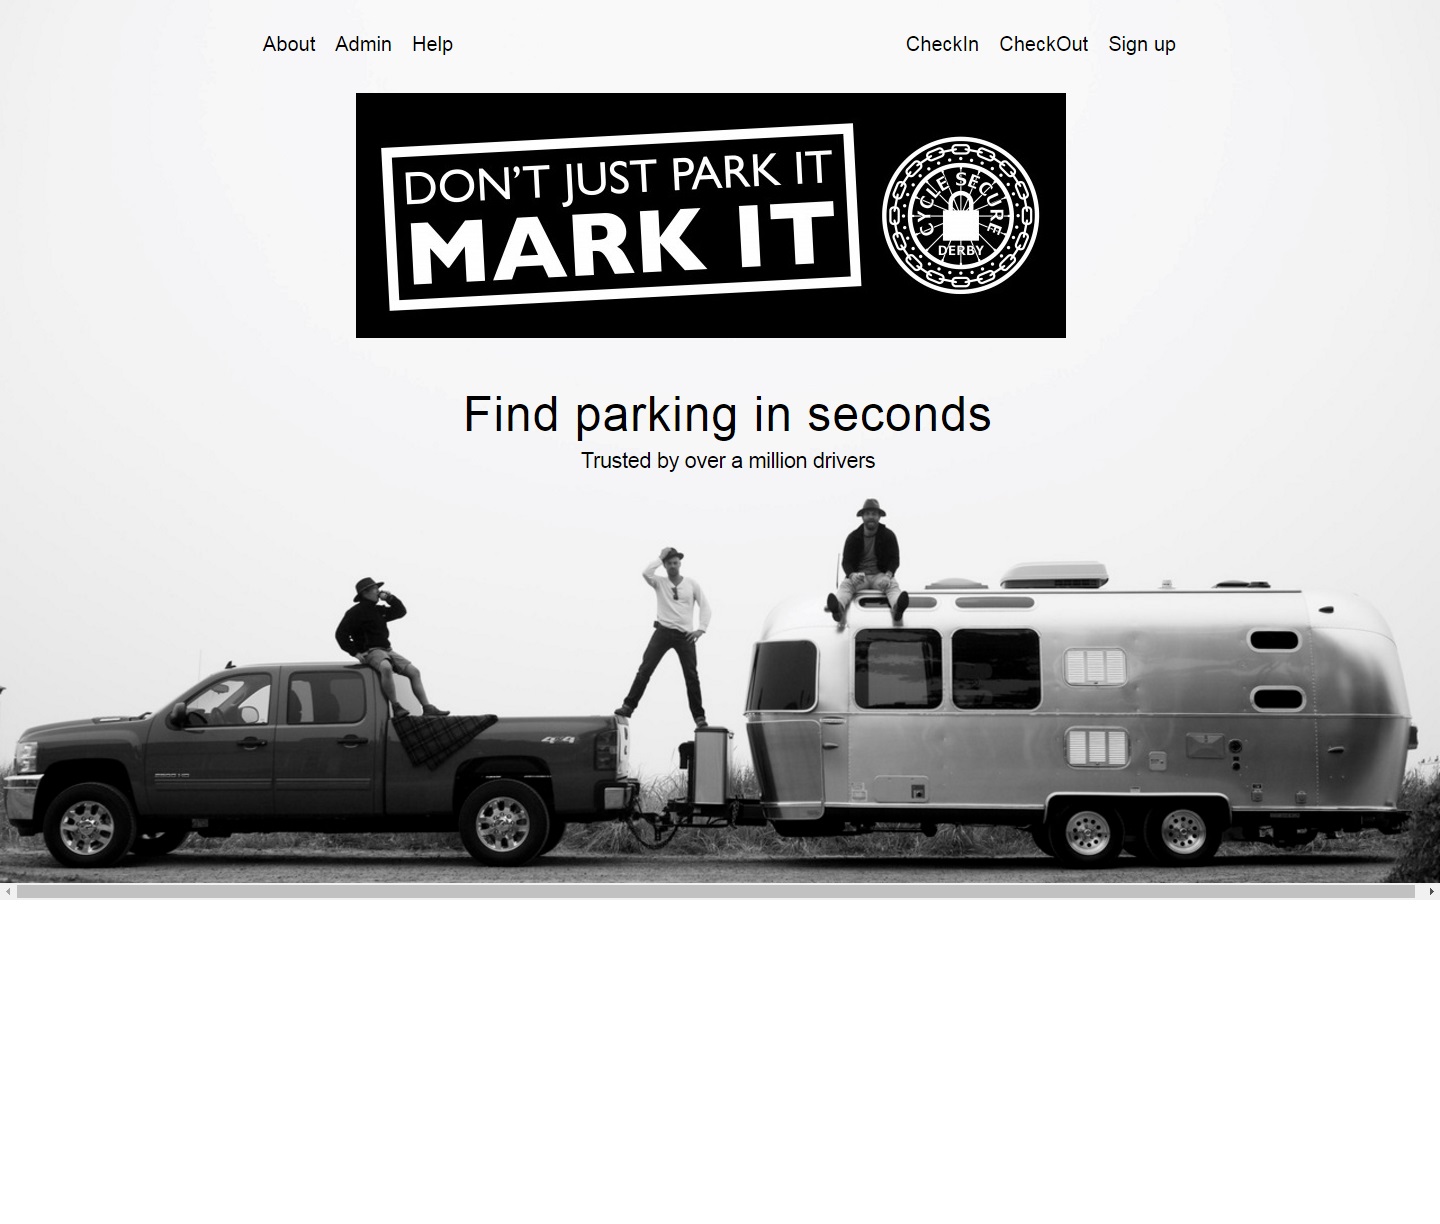 About Admin Help CheckIn CheckOut Sign up
DON'T JUST PARK IT
MARK IT
CYCLE SECURE
DERBY
Find parking in seconds
Trusted by over a million drivers
4x4